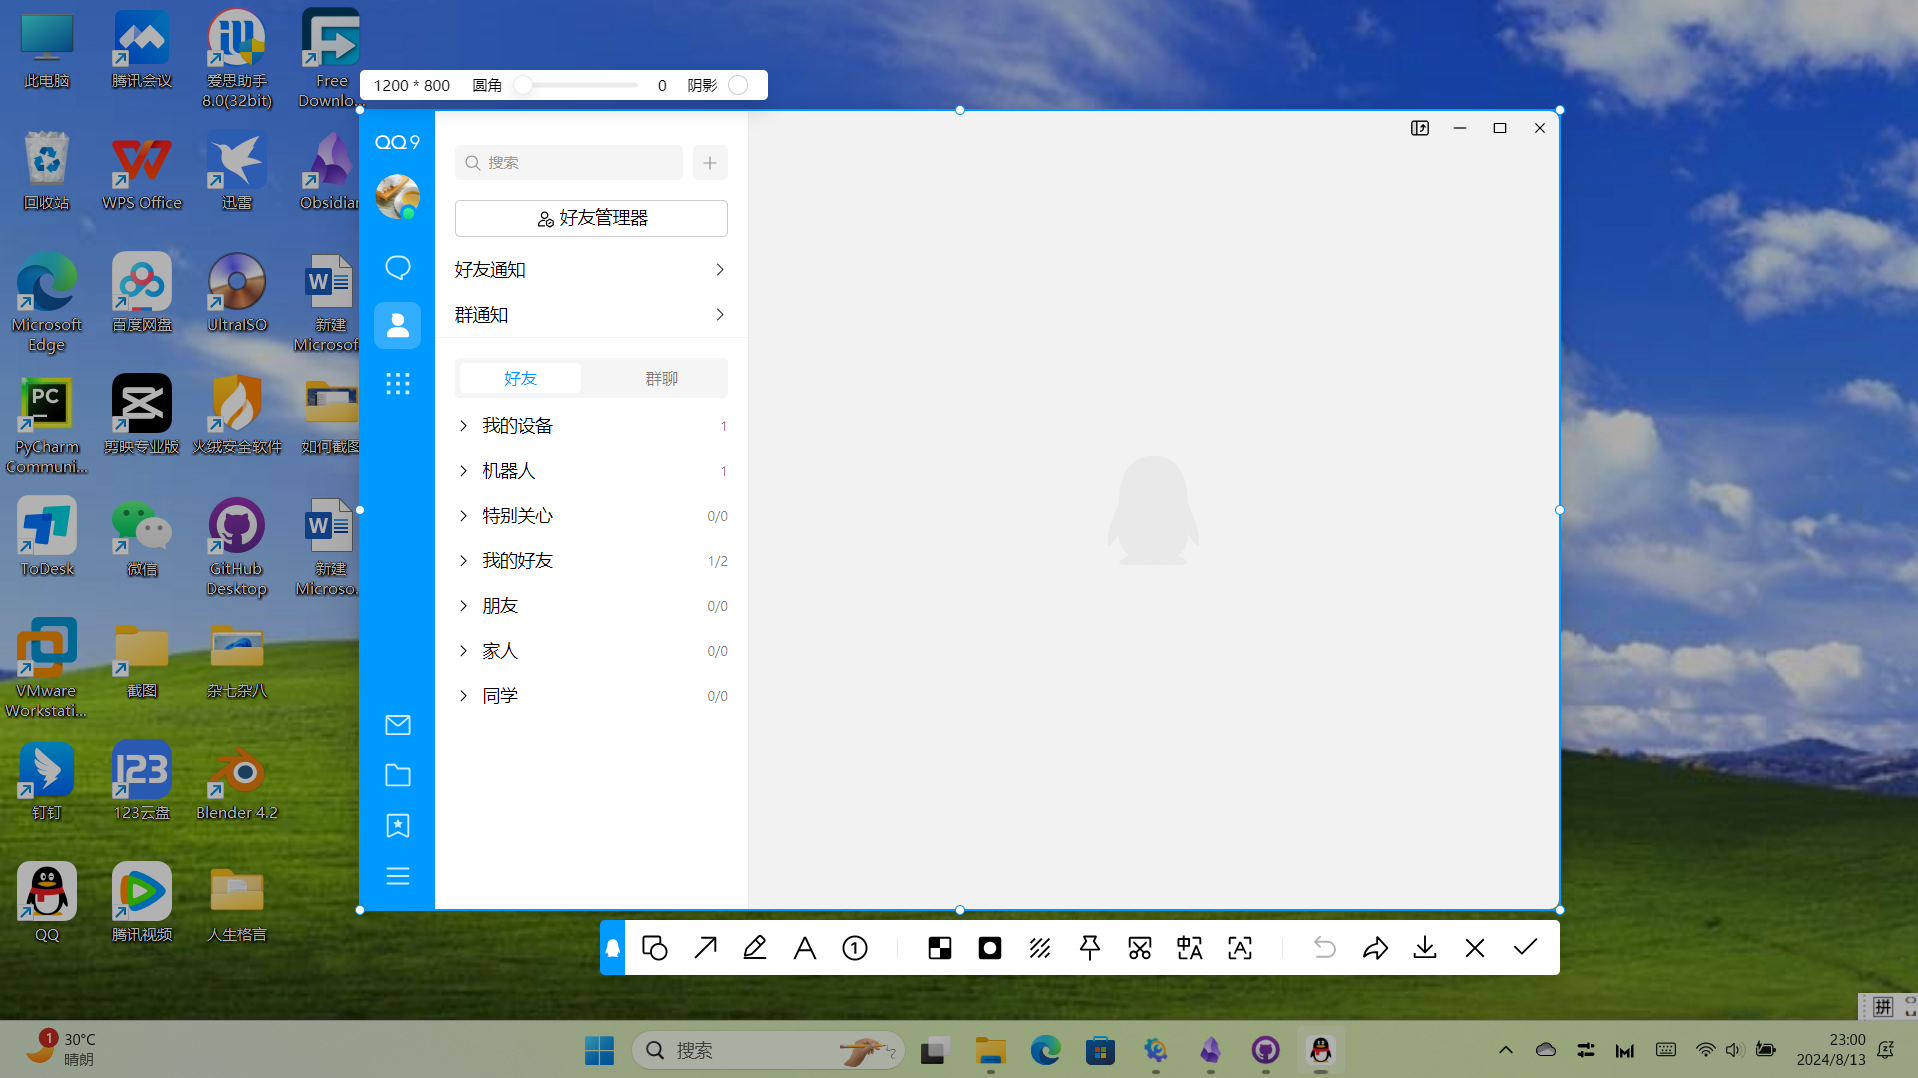 此电脑
腾讯会议
爱思助手
8.0(32bit)
Free
Downlo...
回收站
WPS Office
迅雷
Obsidian
Microsoft
Edge
百度网盘
UltraISO
新建
Microsof
PyCharm
Communi...
剪映专业版
火绒安全软件
如何截图
ToDesk
微信
GitHub
Desktop
新建
Microso...
VMware
Workstati...
截图
杂七杂八
钉钉
123云盘
Blender 4.2
QQ
腾讯视频
人生格言
1200 * 800 圆角 0 阴影
QQ9
搜索
好友管理器
好友通知
群通知
好友 群聊
我的设备 1
机器人 1
特别关心 0/0
我的好友 1/2
朋友 0/0
家人 0/0
同学 0/0
拼
1
30°C
晴朗
搜索
23:00
2024/8/13